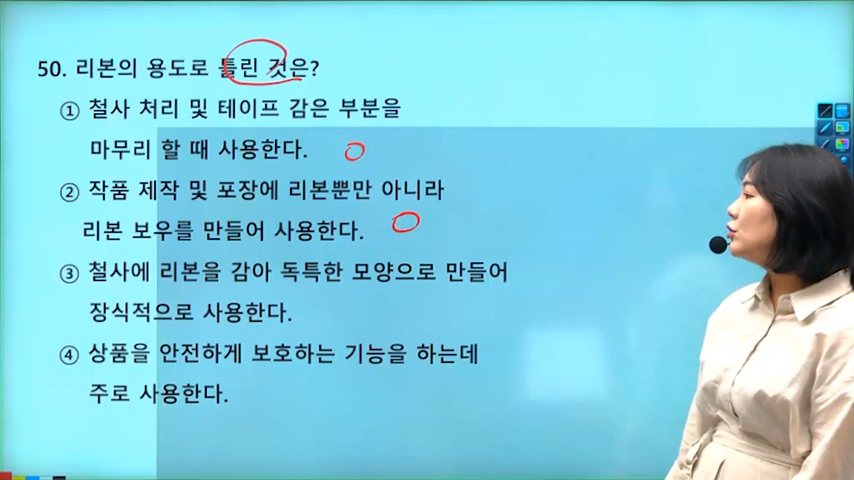 50. 리본의 용도로 틀린 것은?
① 철사 처리 및 테이프 감은 부분을
마무리 할 때 사용한다.
② 작품 제작 및 포장에 리본뿐만 아니라
리본 보우를 만들어 사용한다.
③ 철사에 리본을 감아 독특한 모양으로 만들어
장식적으로 사용한다.
④ 상품을 안전하게 보호하는 기능을 하는데
주로 사용한다.